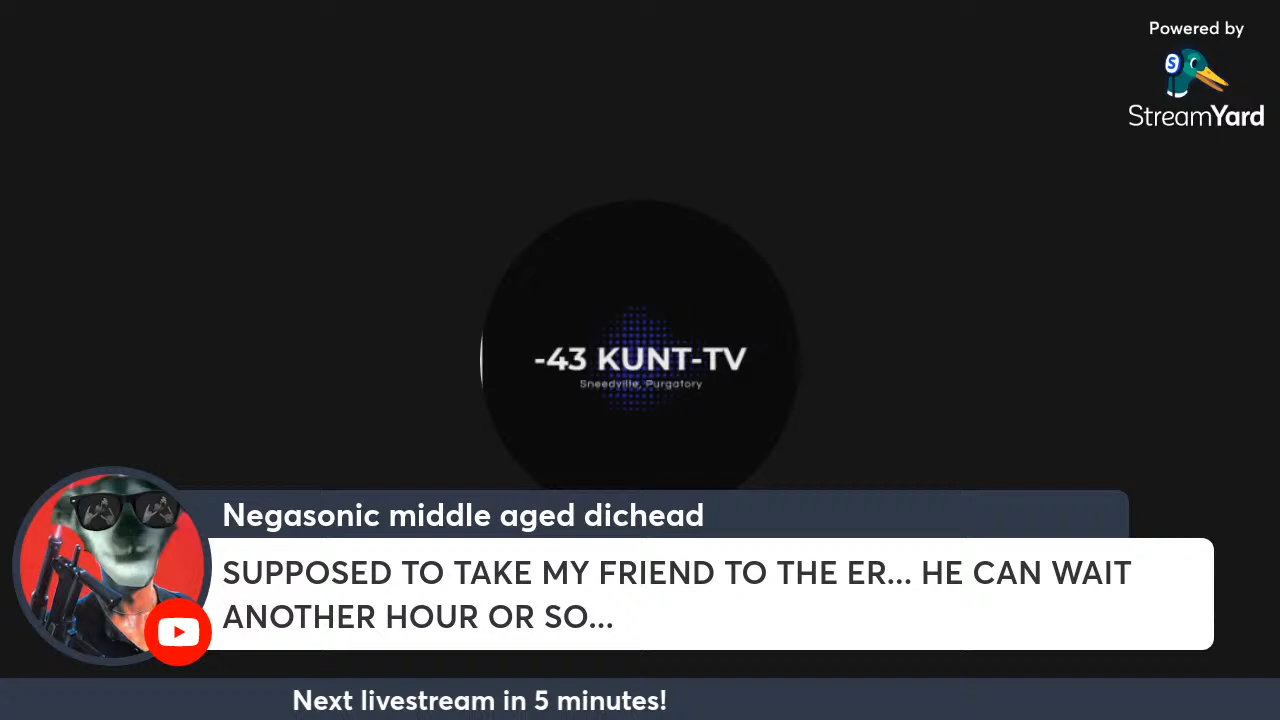 Powered by
S
StreamYard
-43 KUNT-TV
Sneedville, Purgatory
Negasonic middle aged dichead
SUPPOSED TO TAKE MY FRIEND TO THE ER... HE CAN WAIT
ANOTHER HOUR OR SO...
Next livestream in 5 minutes!